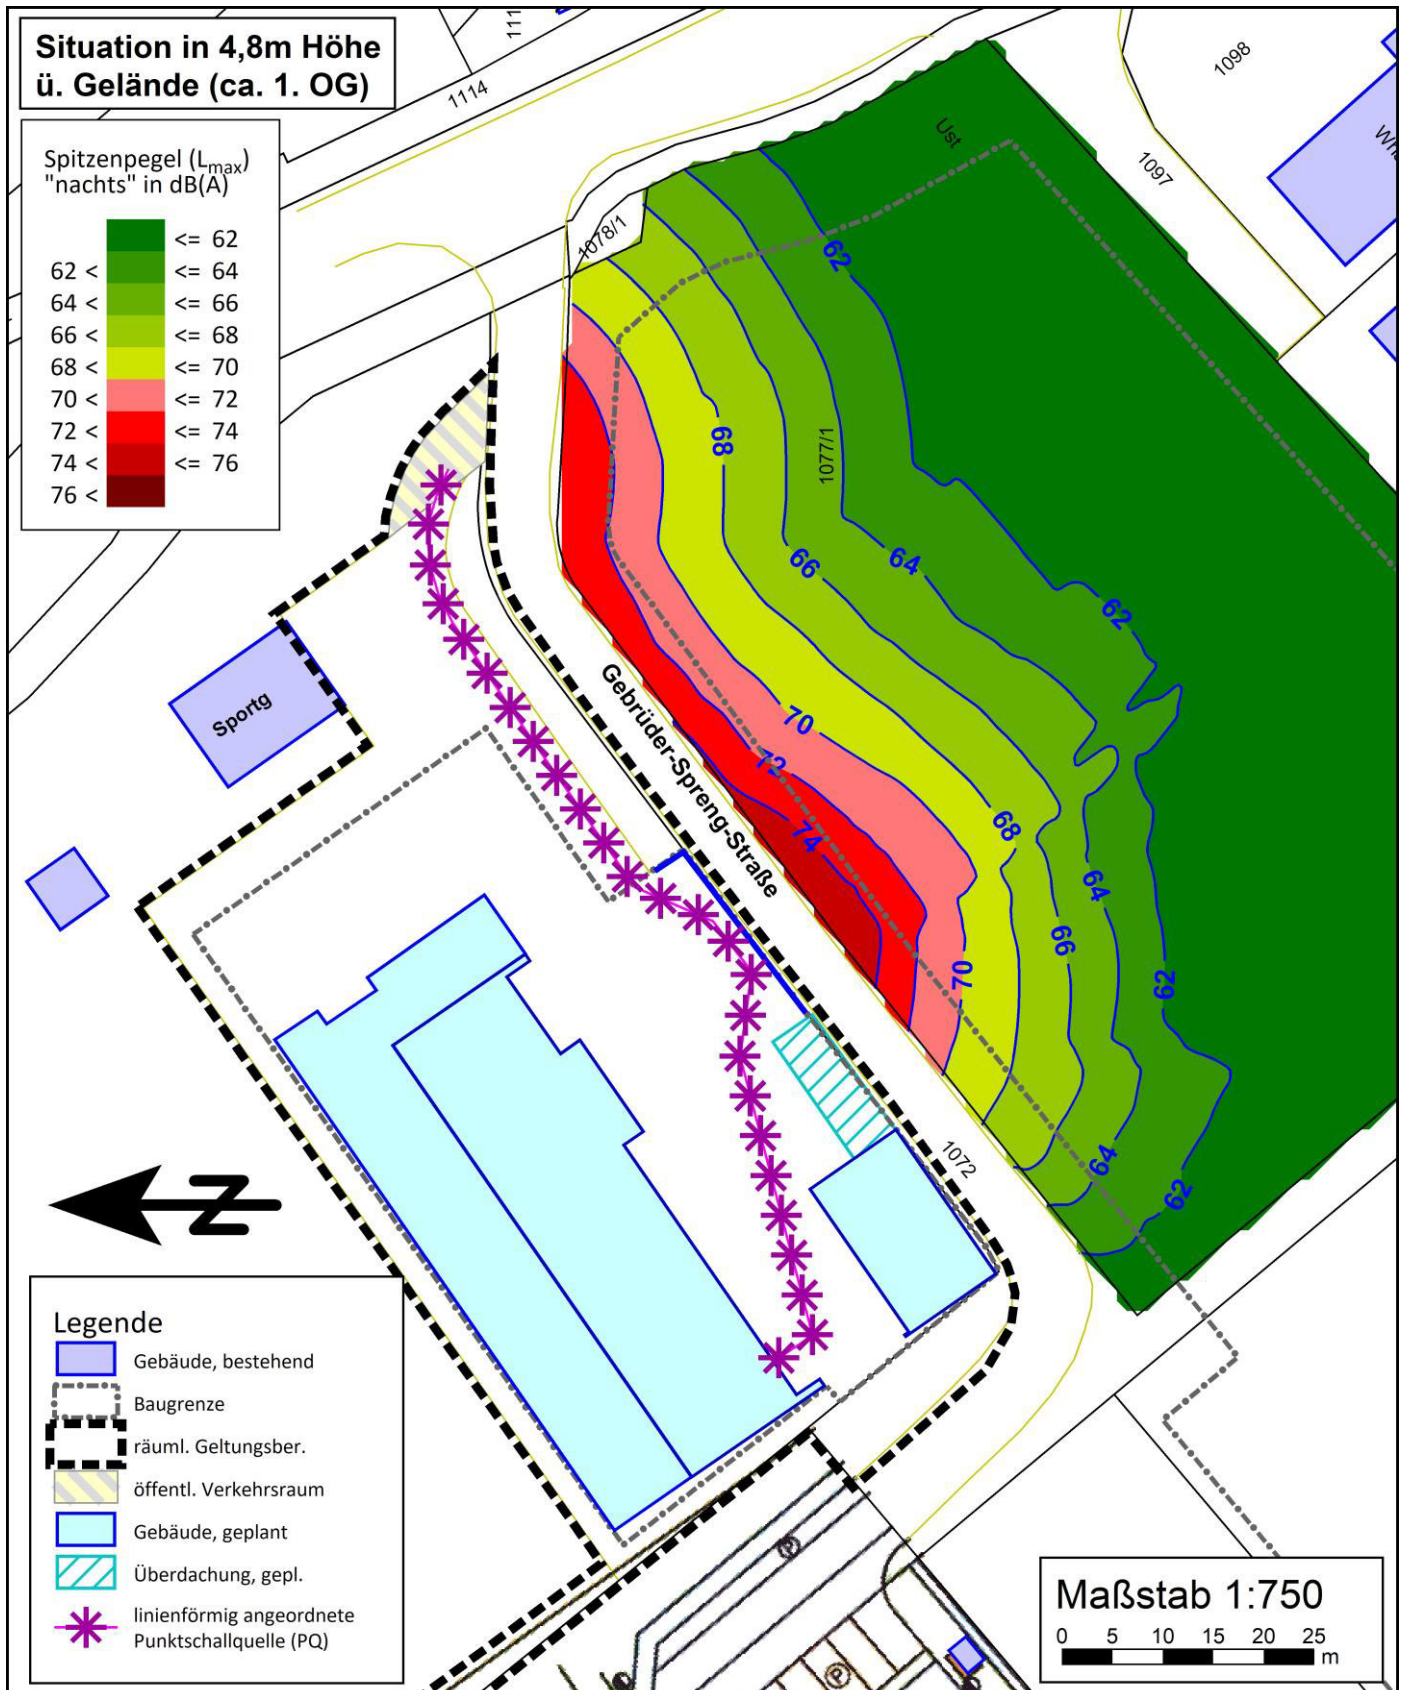 Situation in 4,8m Höhe
ü. Gelände (ca. 1. OG)
Spitzenpegel (Lmax)
"nachts" in dB(A)
<= 62
62 < <= 64
64 < <= 66
66 < <= 68
68 < <= 70
70 < <= 72
72 < <= 74
74 < <= 76
76 <
1114
111
1098
1097
Ust
Whs
1078/1
1077/1
62
68
66
64
62
70
72
74
68
64
66
70
62
64
62
Sportg
Gebrüder-Spreng-Straße
1072
N
P
P
Legende
Gebäude, bestehend
Baugrenze
räuml. Geltungsber.
öffentl. Verkehrsraum
Gebäude, geplant
Überdachung, gepl.
linienförmig angeordnete
Punktschallquelle (PQ)
Maßstab 1:750
0 5 10 15 20 25 m